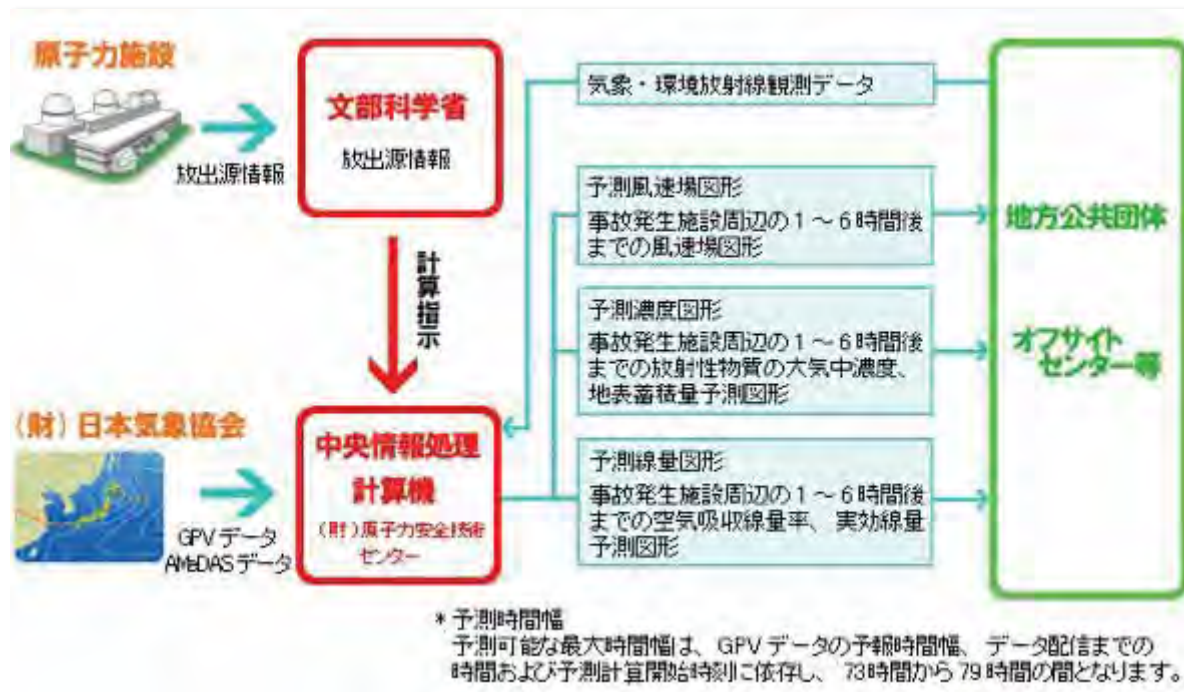 原子力施設
放出源情報
文部科学省
放出源情報
計算指示
(財)日本気象協会
GPVデータ
AMeDASデータ
中央情報処理
計算機
(財)原子力安全技術
センター
気象・環境放射線観測データ
予測風速場図形
事故発生施設周辺の1~6時間後
までの風速場図形
予測濃度図形
事故発生施設周辺の1~6時間後
までの放射性物質の大気中濃度、
地表蓄積量予測図形
予測線量図形
事故発生施設周辺の1~6時間後
までの空気吸収線量率、実効線量
予測図形
地方公共団体
オフサイト
センター等
*予測時間幅
予測可能な最大時間幅は、GPVデータの予報時間幅、データ配信までの
時間および予測計算開始時刻に依存し、73時間から79時間の間となります。